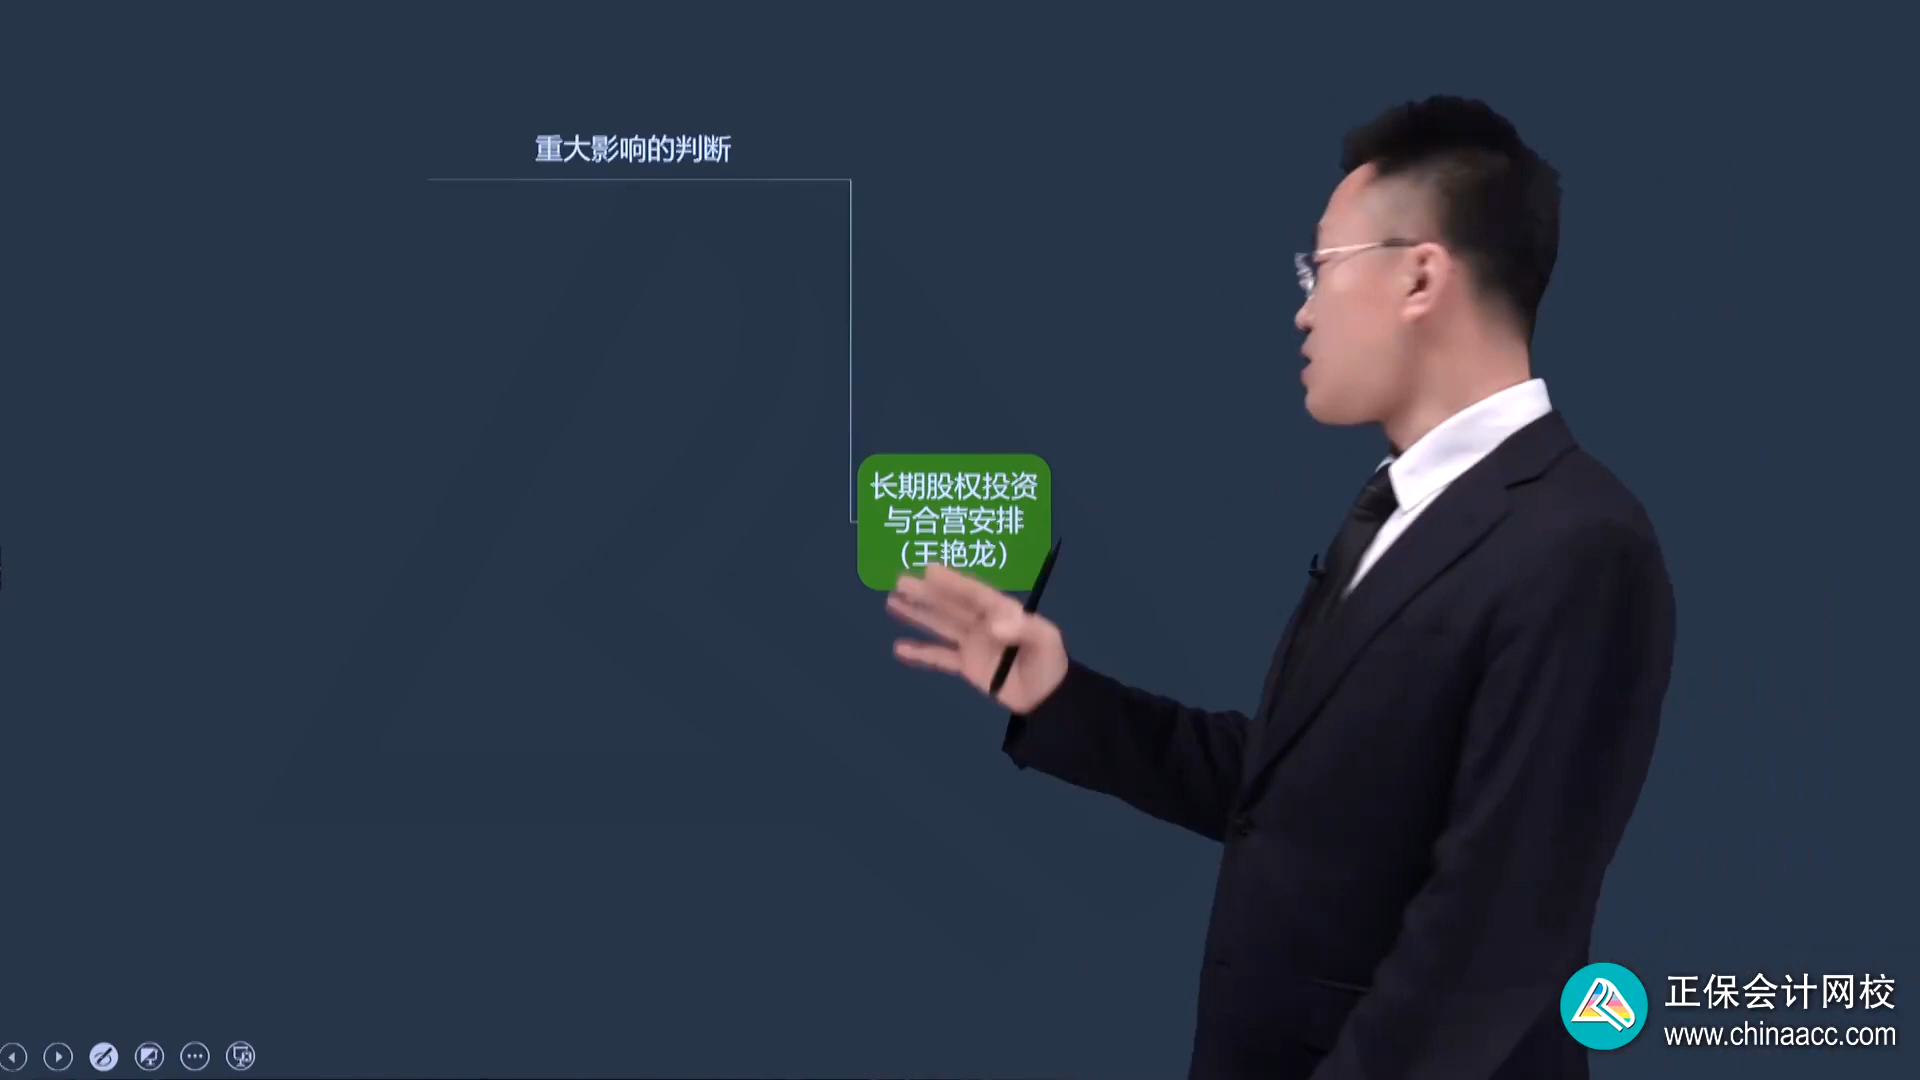 重大影响的判断
长期股权投资
与合营安排
（王艳龙）
正保会计网校
www.chinaacc.com